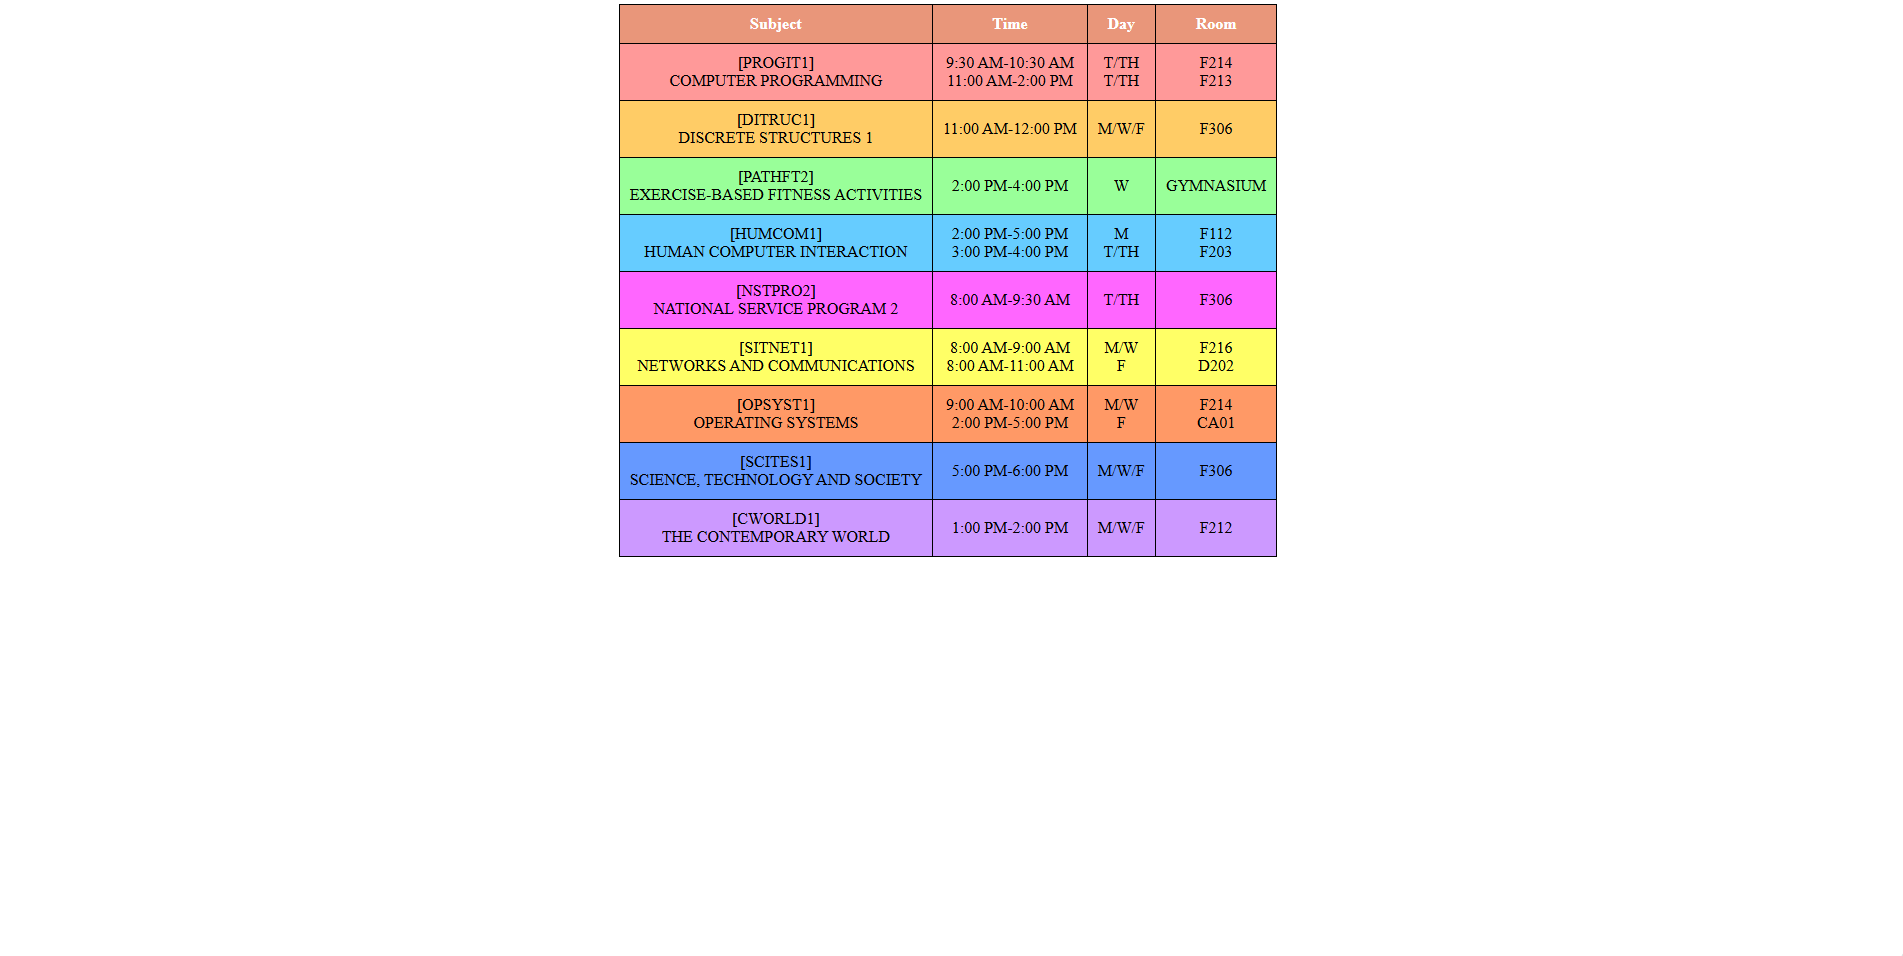 Subject Time Day Room
[PROGIT1]
COMPUTER PROGRAMMING
9:30 AM-10:30 AM
11:00 AM-2:00 PM
T/TH
T/TH
F214
F213
[DITRUC1]
DISCRETE STRUCTURES 1
11:00 AM-12:00 PM
M/W/F
F306
[PATHFT2]
EXERCISE-BASED FITNESS ACTIVITIES
2:00 PM-4:00 PM
W
GYMNASIUM
[HUMCOM1]
HUMAN COMPUTER INTERACTION
2:00 PM-5:00 PM
3:00 PM-4:00 PM
M
T/TH
F112
F203
[NSTPRO2]
NATIONAL SERVICE PROGRAM 2
8:00 AM-9:30 AM
T/TH
F306
[SITNET1]
NETWORKS AND COMMUNICATIONS
8:00 AM-9:00 AM
8:00 AM-11:00 AM
M/W
F
F216
D202
[OPSYST1]
OPERATING SYSTEMS
9:00 AM-10:00 AM
2:00 PM-5:00 PM
M/W
F
F214
CA01
[SCITES1]
SCIENCE, TECHNOLOGY AND SOCIETY
5:00 PM-6:00 PM
M/W/F
F306
[CWORLD1]
THE CONTEMPORARY WORLD
1:00 PM-2:00 PM
M/W/F
F212